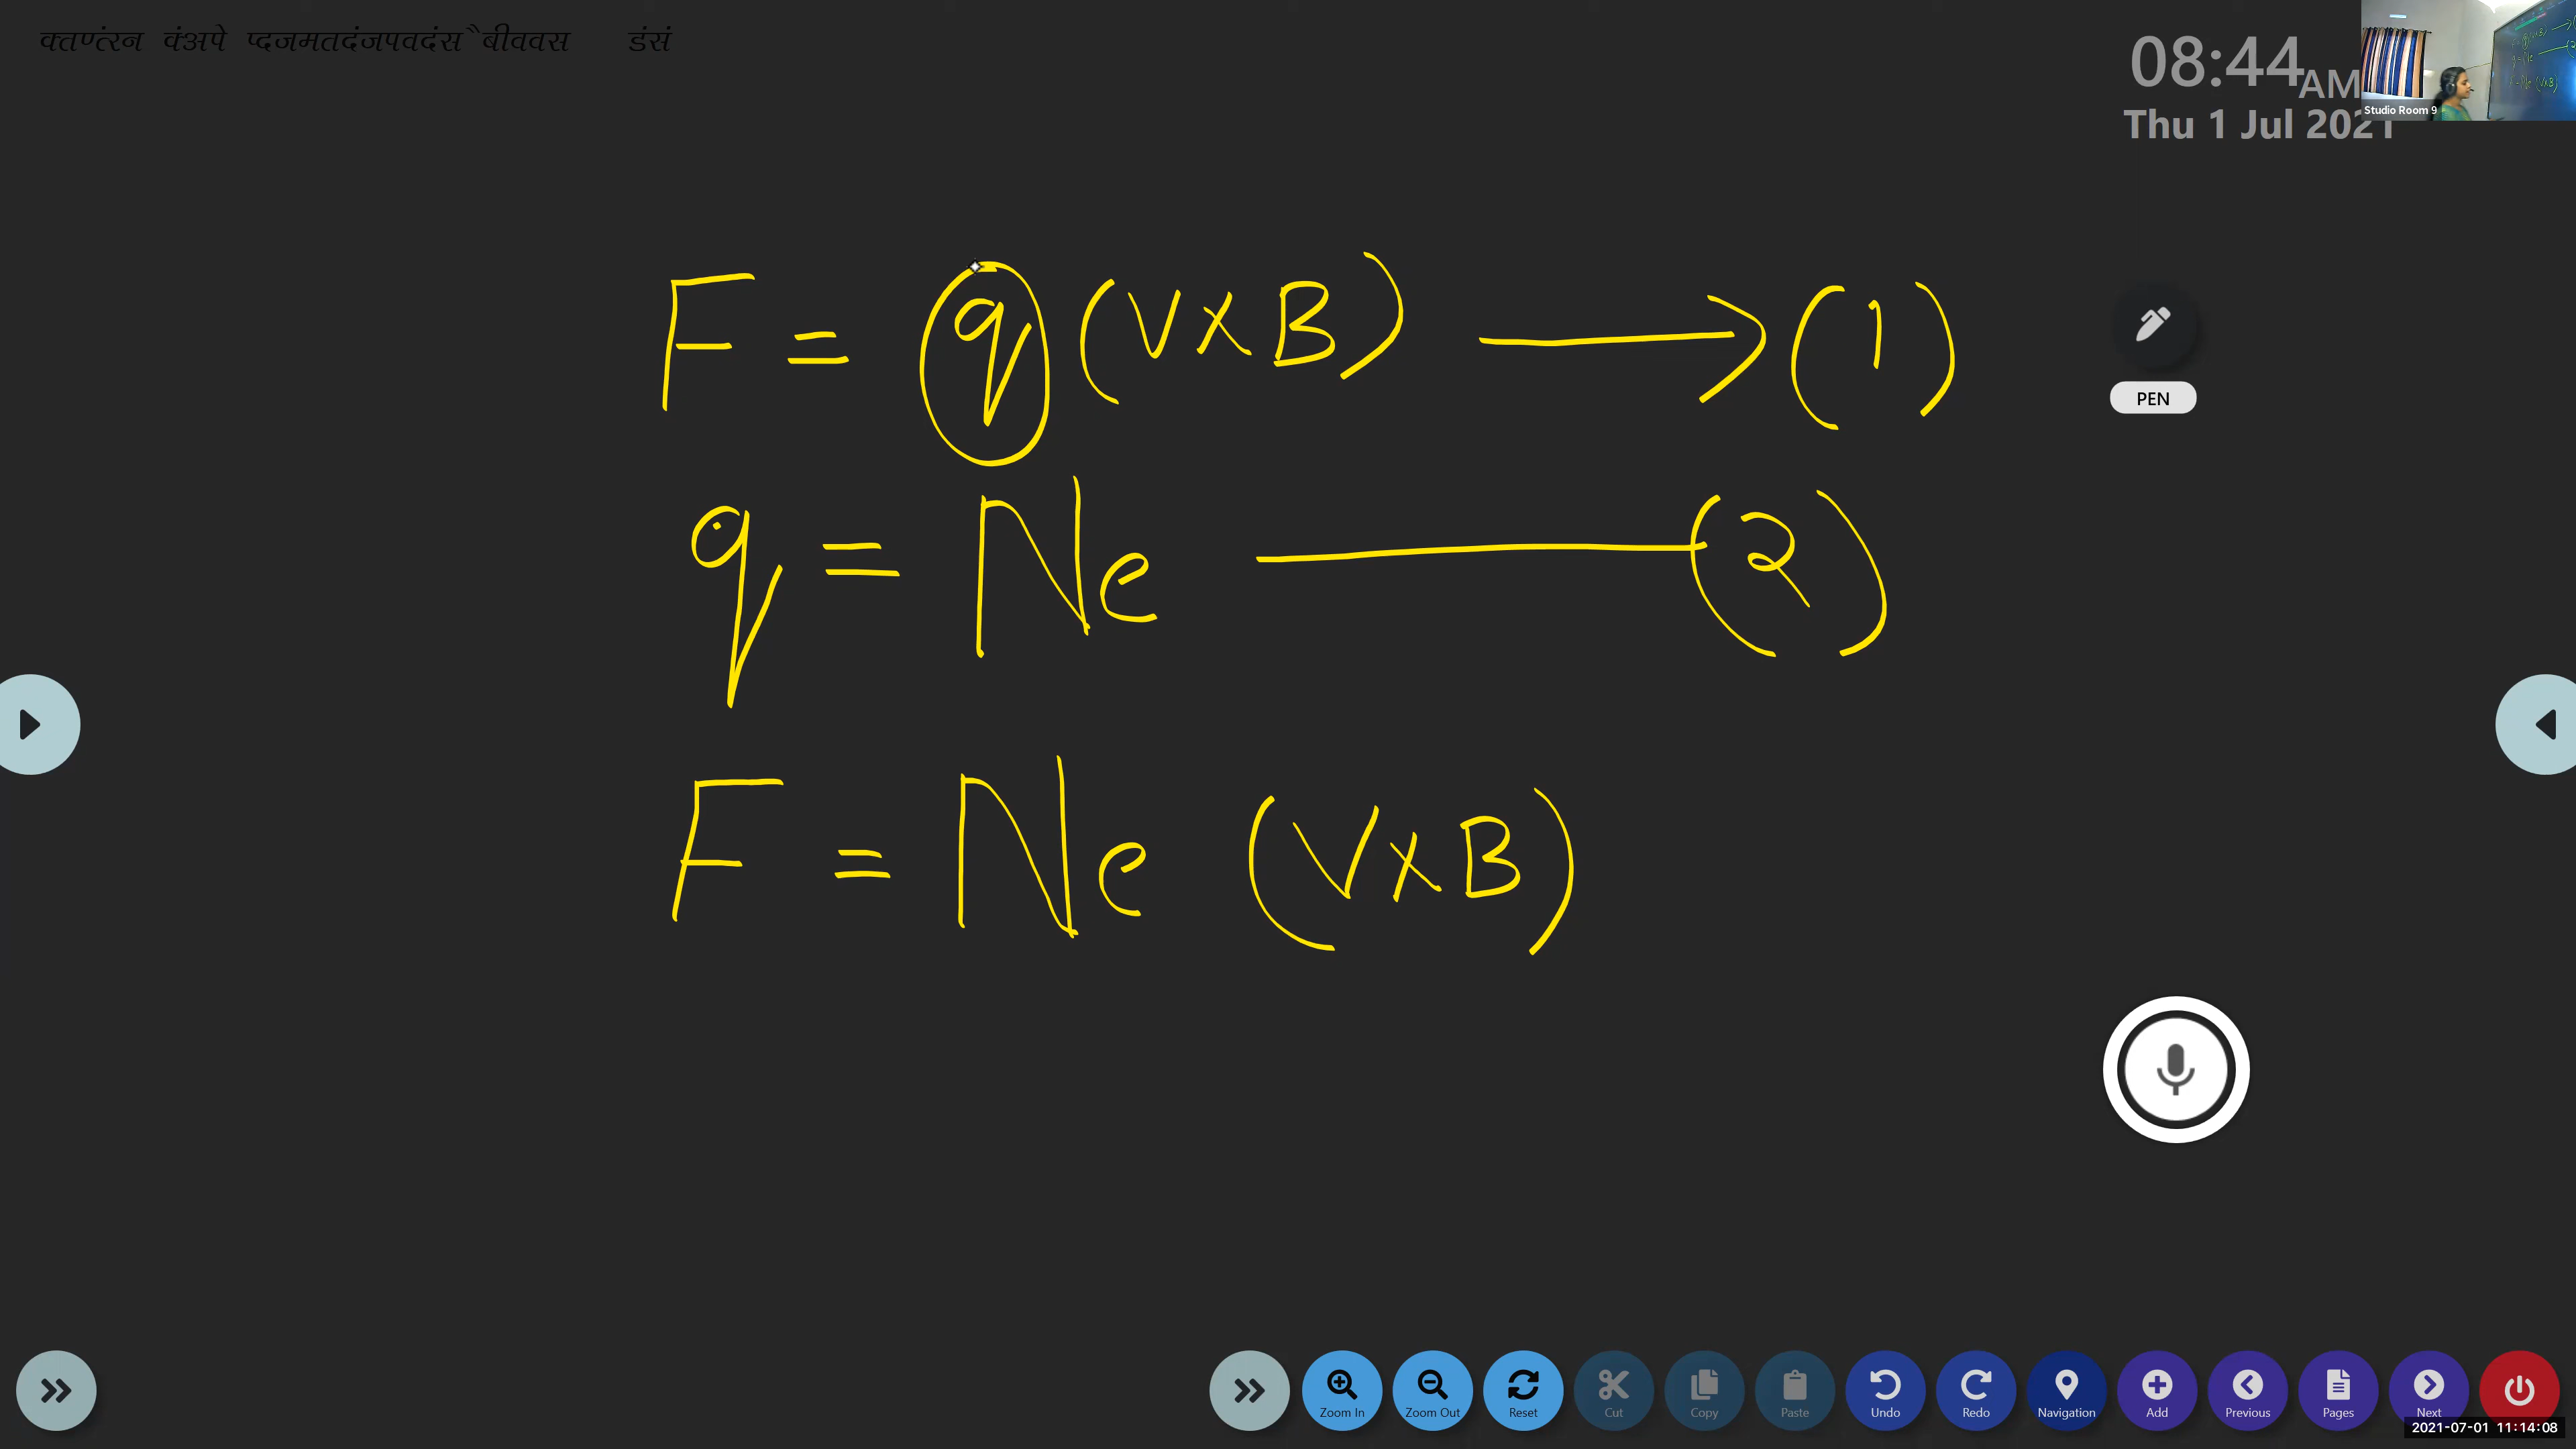 क्तण्ंरन कंअपे प्दजमतदंजपवदंस ैबीववस डंसं
08:44 AM
Thu 1 Jul 2021
Studio Room 9
F = q (V x B) → (1)
PEN
q = Ne — (2)
F = Ne (V x B)
Zoom In Zoom Out Reset Cut Copy Paste Undo Redo Navigation Add Previous Pages Next
2021-07-01 11:14:08